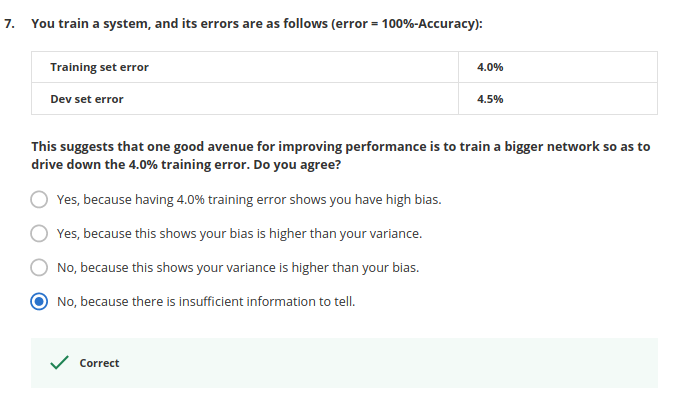 7. You train a system, and its errors are as follows (error = 100%-Accuracy):
Training set error 4.0%
Dev set error 4.5%
This suggests that one good avenue for improving performance is to train a bigger network so as to
drive down the 4.0% training error. Do you agree?
Yes, because having 4.0% training error shows you have high bias.
Yes, because this shows your bias is higher than your variance.
No, because this shows your variance is higher than your bias.
No, because there is insufficient information to tell.
Correct